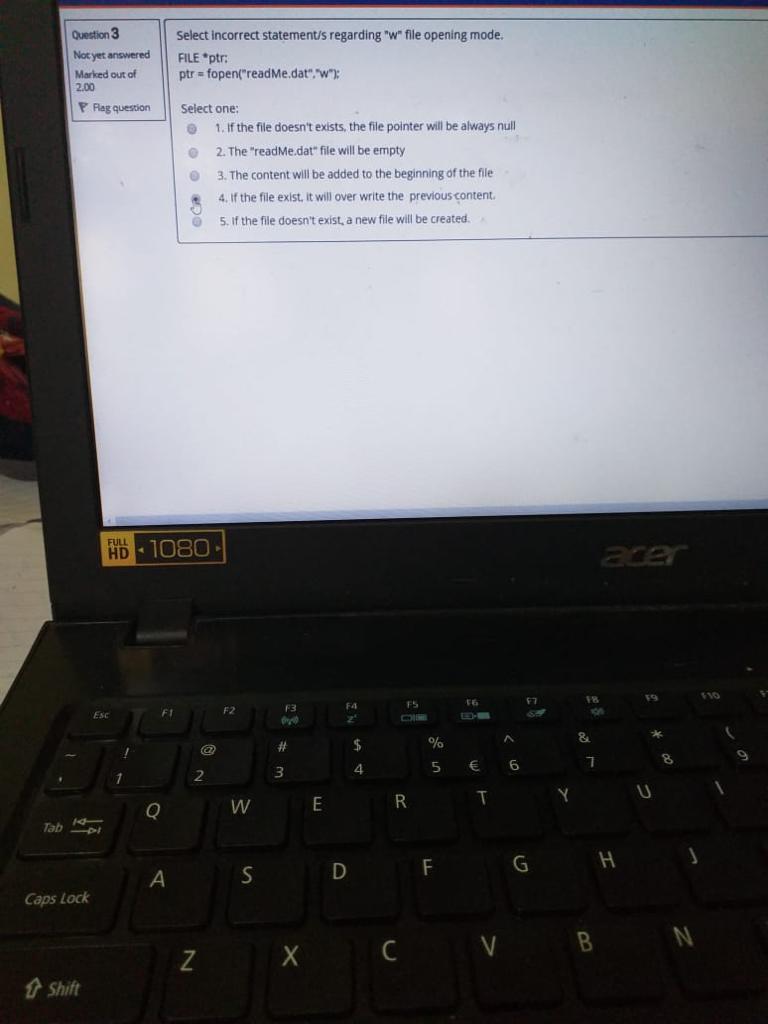 Question 3
Not yet answered
Marked out of
2.00
Flag question
Select incorrect statement/s regarding "w" file opening mode.
FILE *ptr;
ptr = fopen("readMe.dat","w");
Select one:
1. If the file doesn't exists, the file pointer will be always null
2. The "readMe.dat" file will be empty
3. The content will be added to the beginning of the file
4. If the file exist, it will over write the previous content.
5. If the file doesn't exist, a new file will be created.
FULL HD 1080
acer
Esc F1 F2 F3 F4 F5 F6 F7 F8 F9 F10
~ ! @ # $ % ^ & * (
1 2 3 4 5 € 6 7 8 9
Tab Q W E R T Y U I
Caps Lock A S D F G H J
Shift Z X C V B N